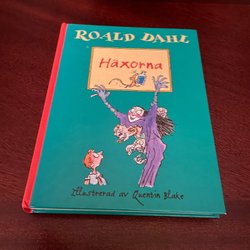 ROALD DAHL
Häxorna
Illustrerad av Quentin Blake